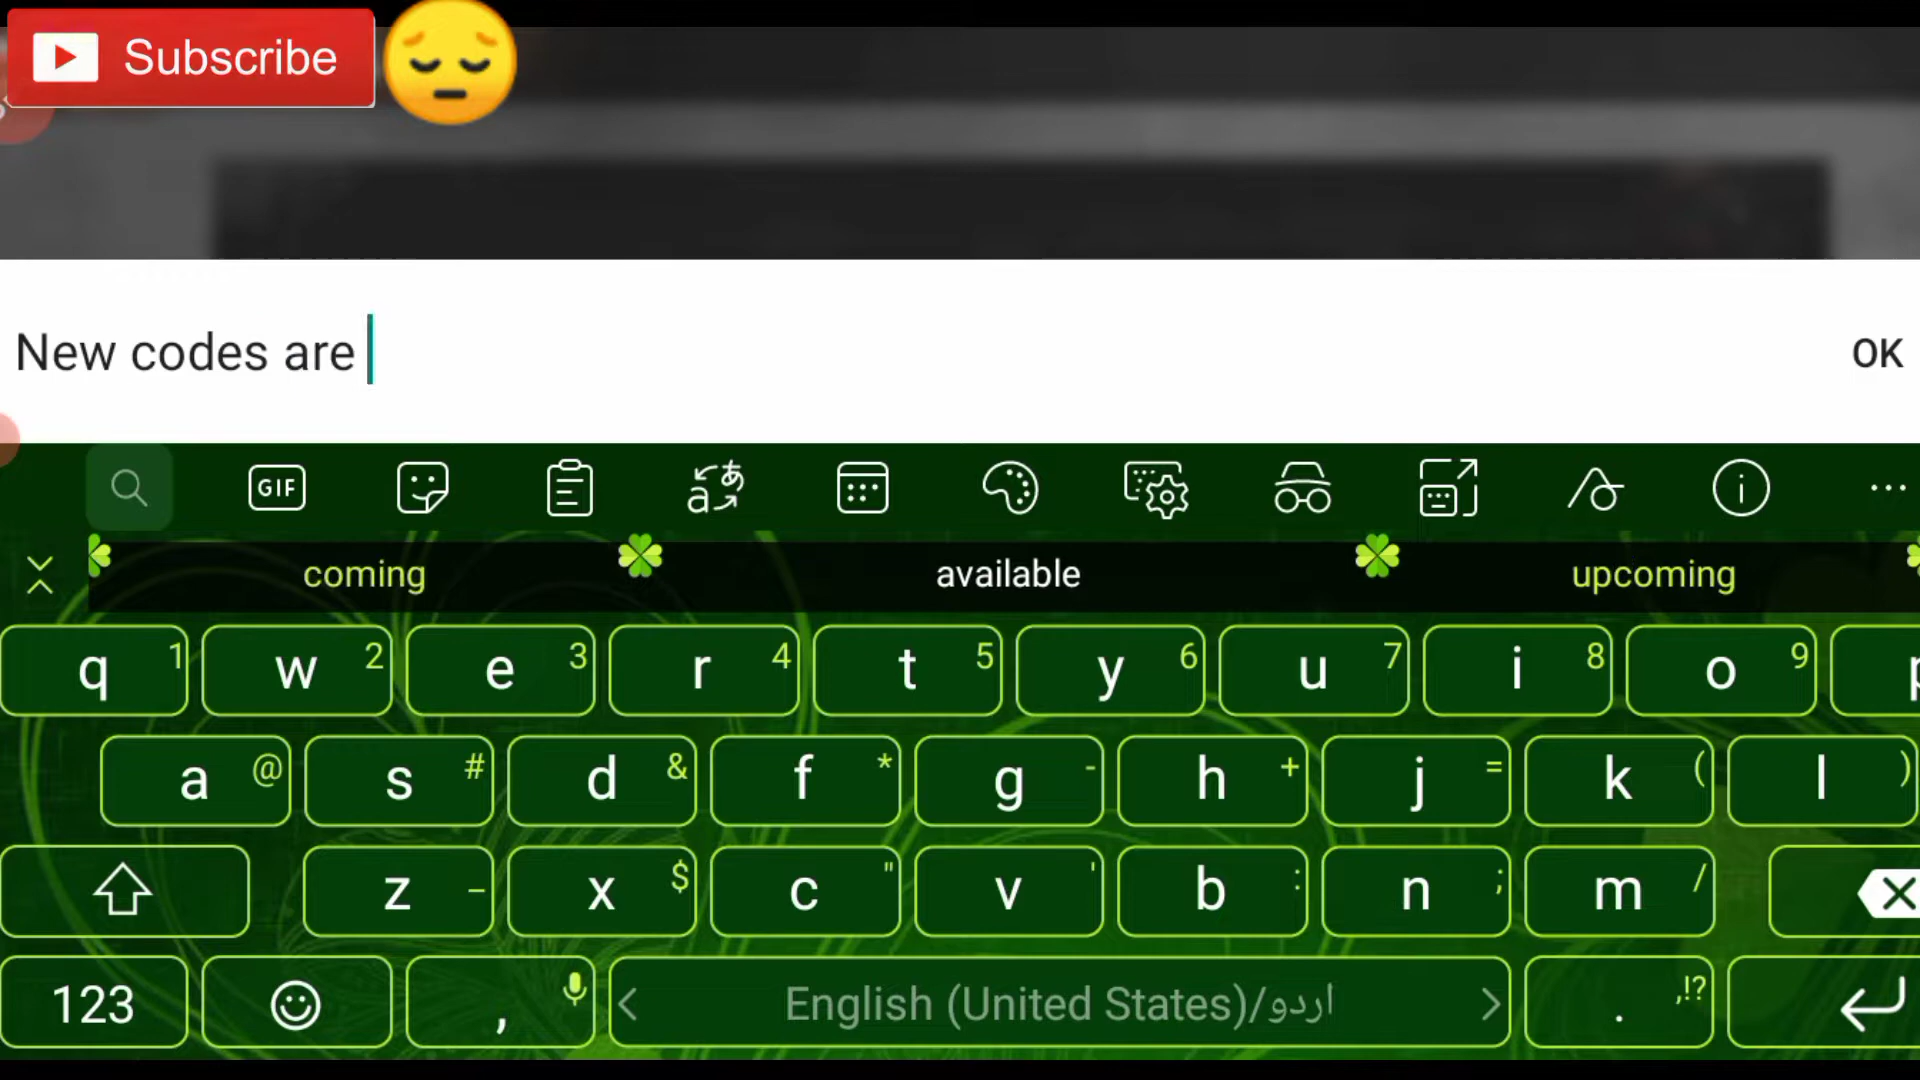 Subscribe
New codes are
OK
GIF
a あ
coming available upcoming
q 1 w 2 e 3 r 4 t 5 y 6 u 7 i 8 o 9
a @ s # d & f * g - h + j = k ( l )
z _ x $ c " v ' b : n ; m /
123 , English (United States)/اردو . ,!?